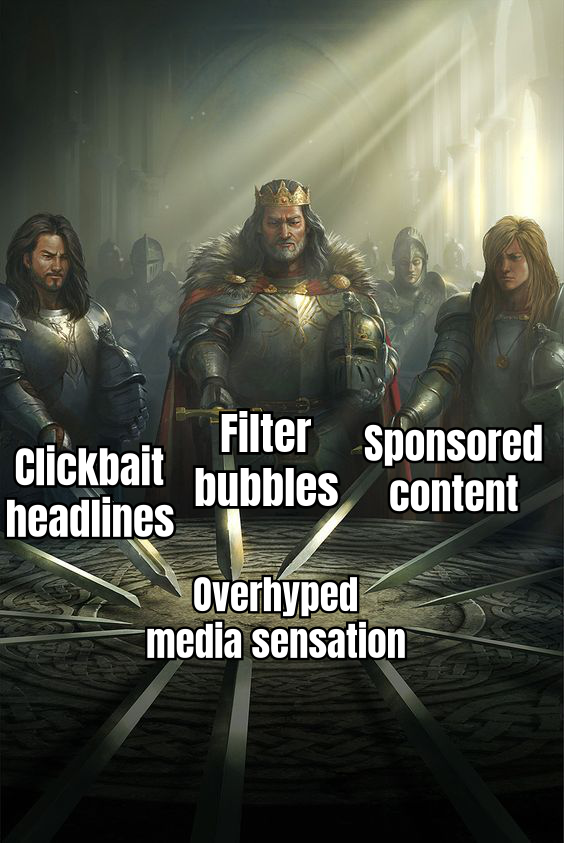 Clickbait
headlines
Filter
bubbles
Sponsored
content
Overhyped
media sensation